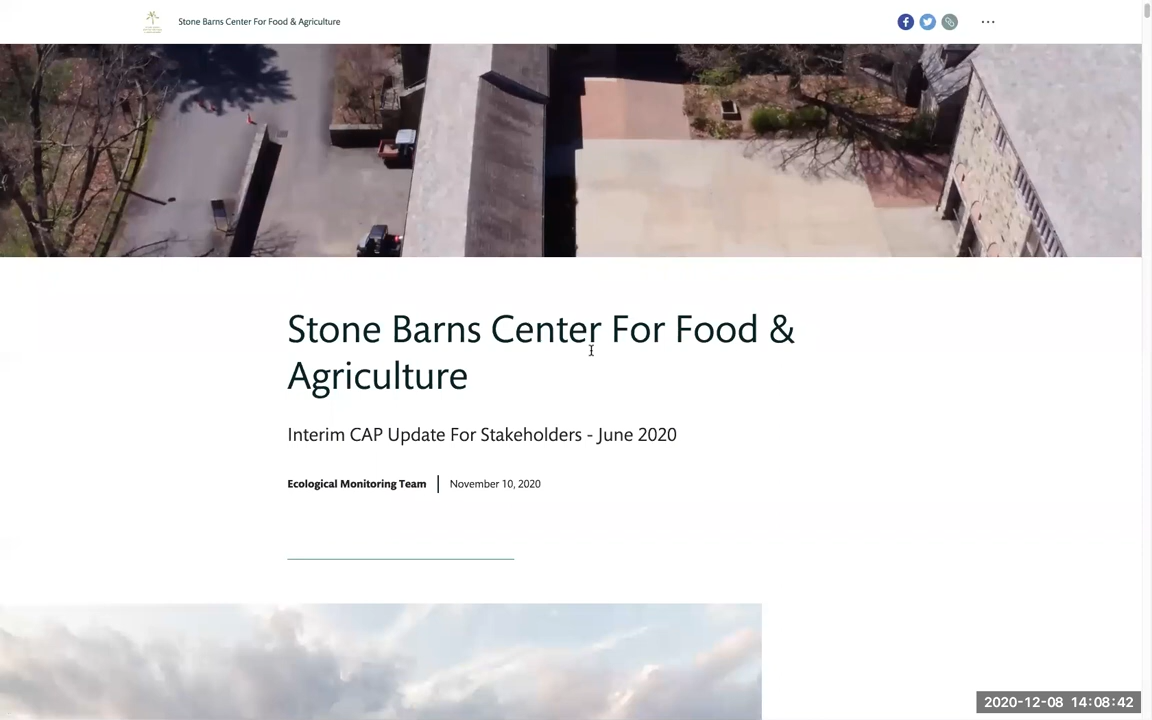 Stone Barns Center For Food & Agriculture
Stone Barns Center For Food &
Agriculture
Interim CAP Update For Stakeholders - June 2020
Ecological Monitoring Team | November 10, 2020
2020-12-08 14:08:42